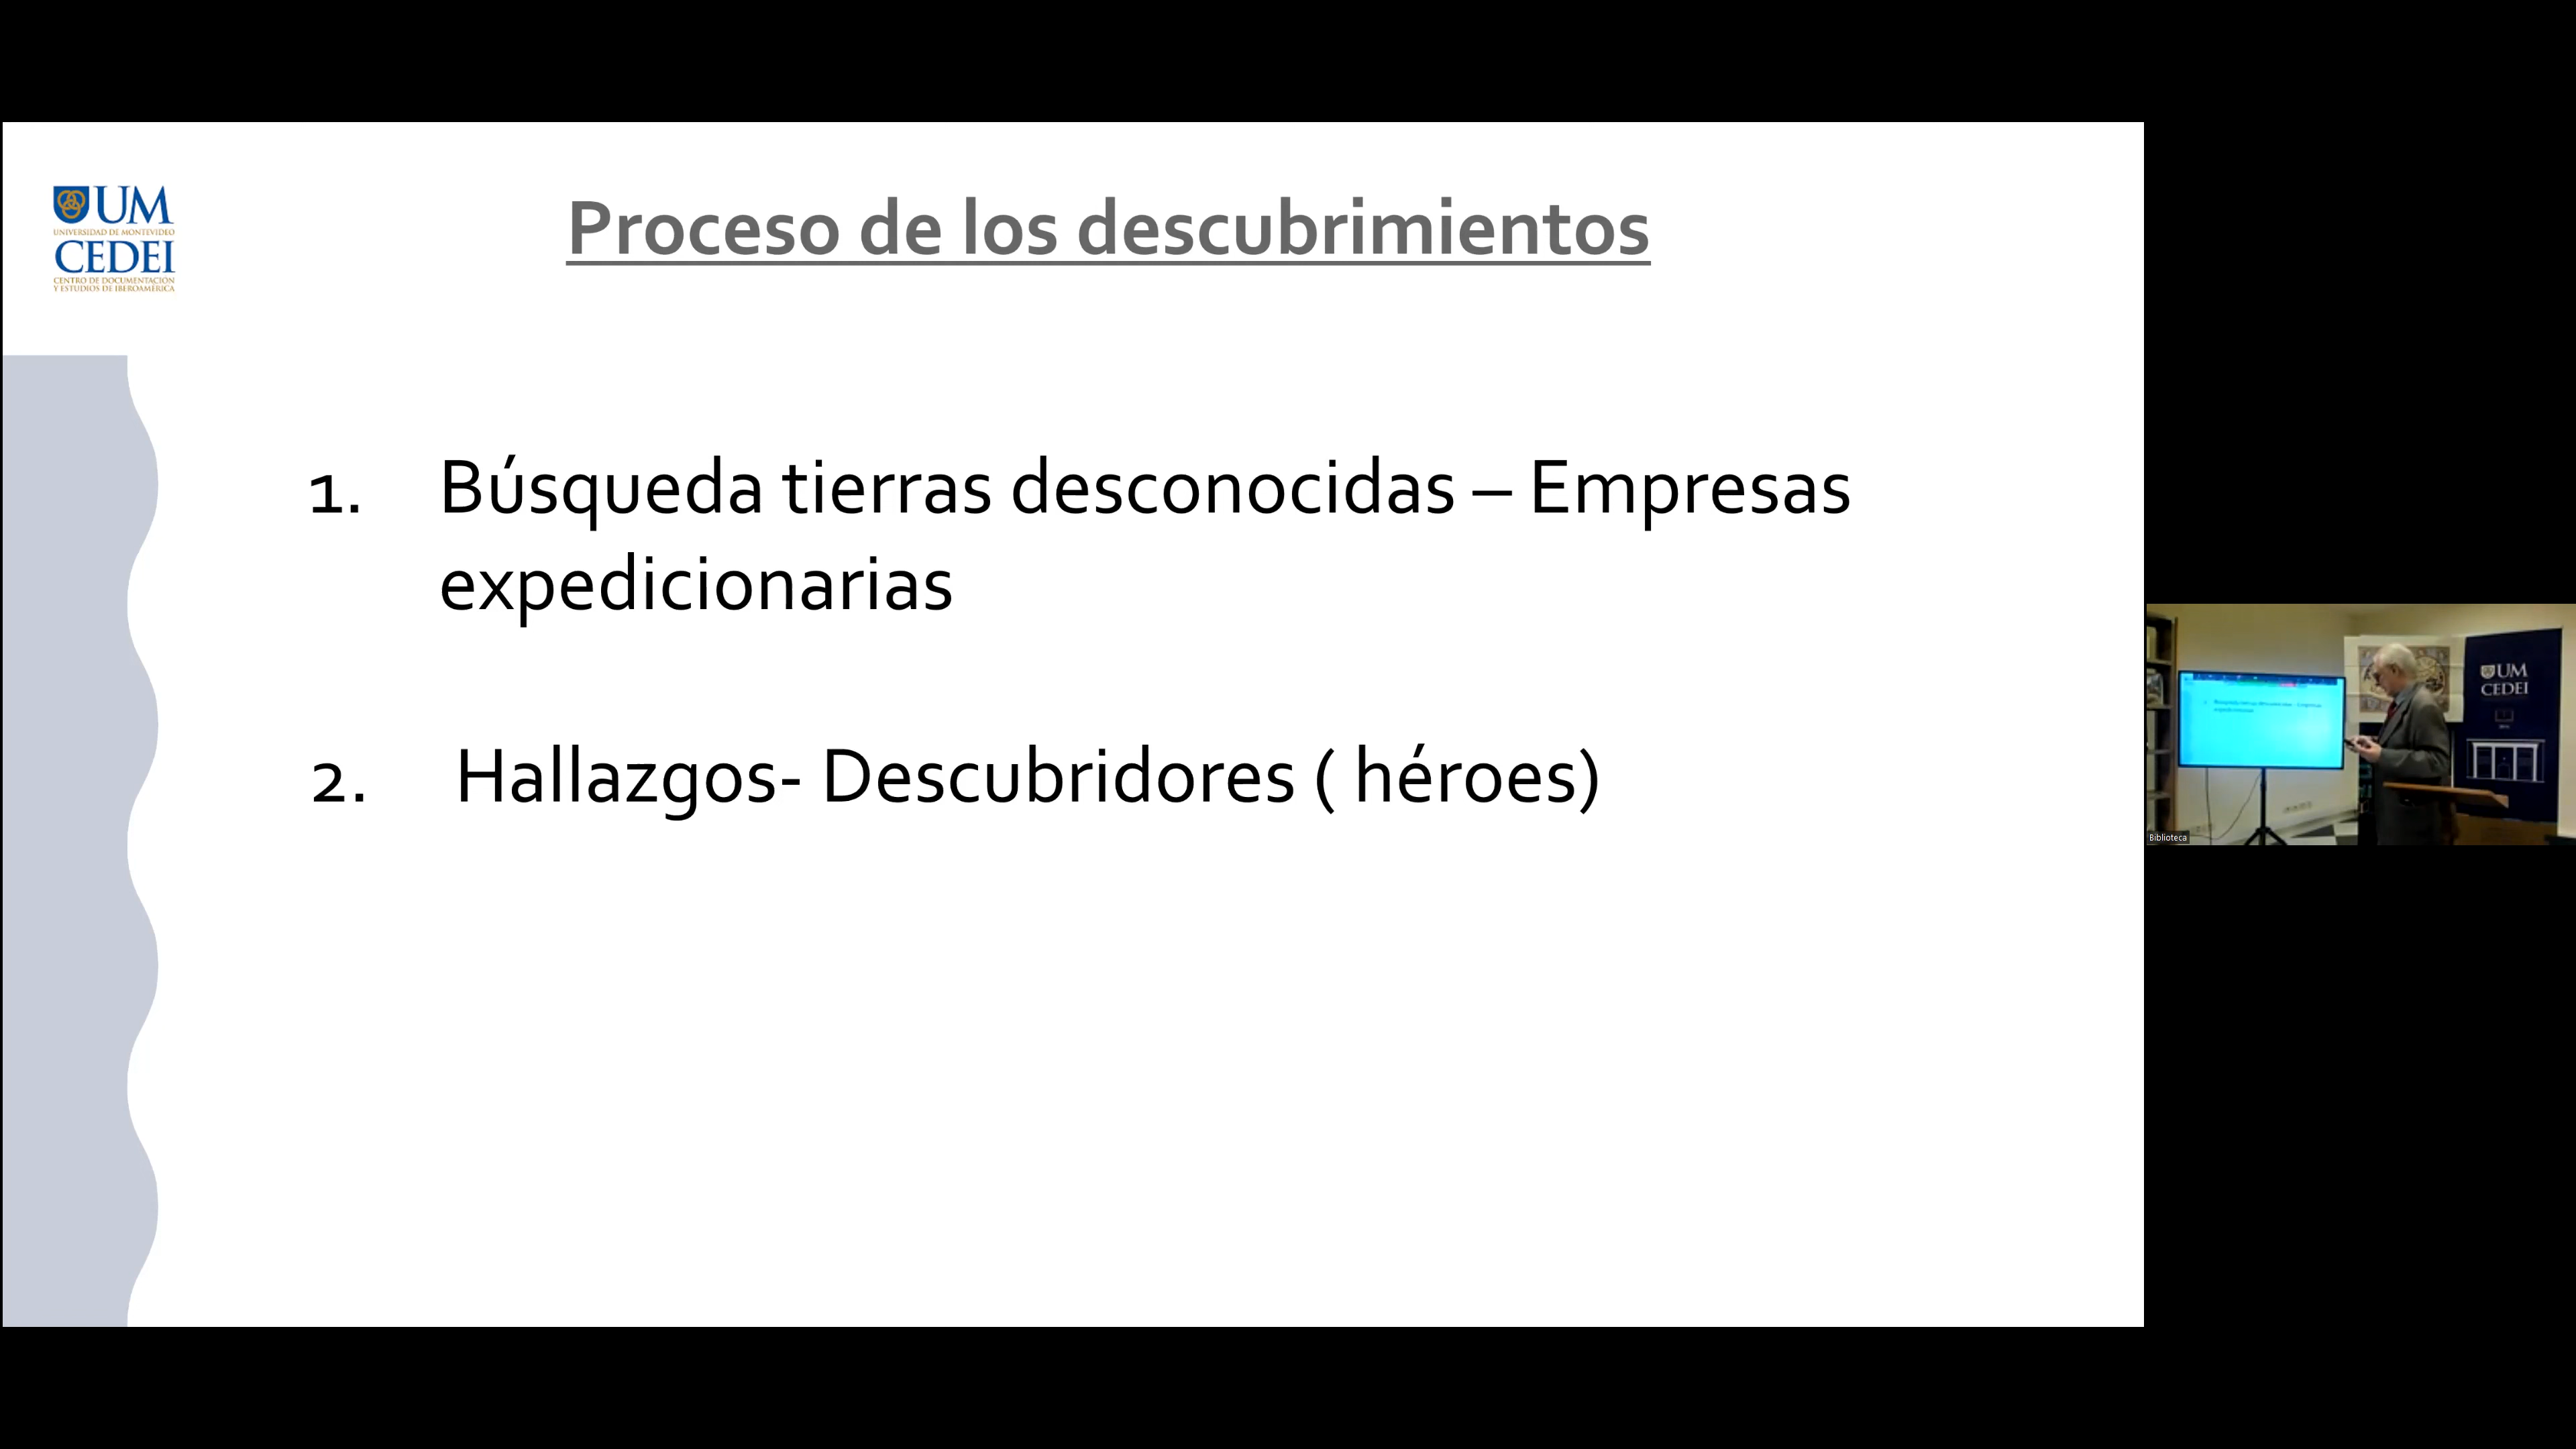 UM
UNIVERSIDAD DE MONTEVIDEO
CEDEI
CENTRO DE DOCUMENTACIÓN
Y ESTUDIOS DE IBEROAMÉRICA
Proceso de los descubrimientos
1. Búsqueda tierras desconocidas – Empresas
expedicionarias
2. Hallazgos- Descubridores ( héroes)
UM
CEDEI
Biblioteca